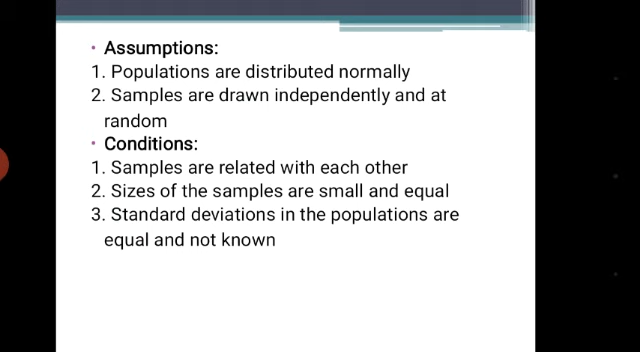 • Assumptions:
1. Populations are distributed normally
2. Samples are drawn independently and at
random
• Conditions:
1. Samples are related with each other
2. Sizes of the samples are small and equal
3. Standard deviations in the populations are
equal and not known